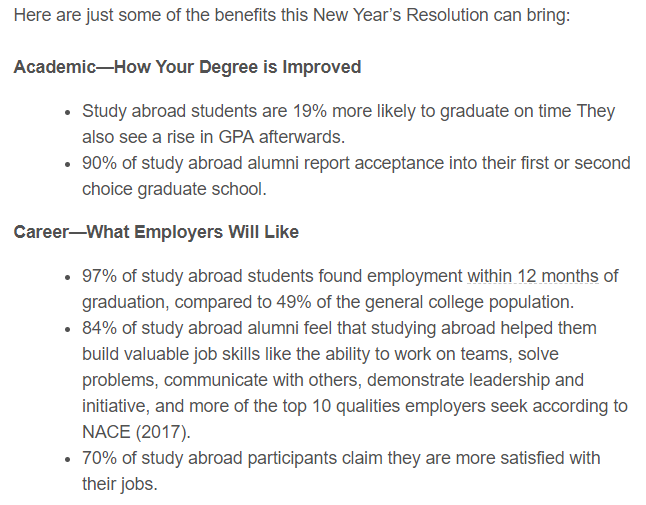 Here are just some of the benefits this New Year’s Resolution can bring:
Academic—How Your Degree is Improved
• Study abroad students are 19% more likely to graduate on time They
also see a rise in GPA afterwards.
• 90% of study abroad alumni report acceptance into their first or second
choice graduate school.
Career—What Employers Will Like
• 97% of study abroad students found employment within 12 months of
graduation, compared to 49% of the general college population.
• 84% of study abroad alumni feel that studying abroad helped them
build valuable job skills like the ability to work on teams, solve
problems, communicate with others, demonstrate leadership and
initiative, and more of the top 10 qualities employers seek according to
NACE (2017).
• 70% of study abroad participants claim they are more satisfied with
their jobs.